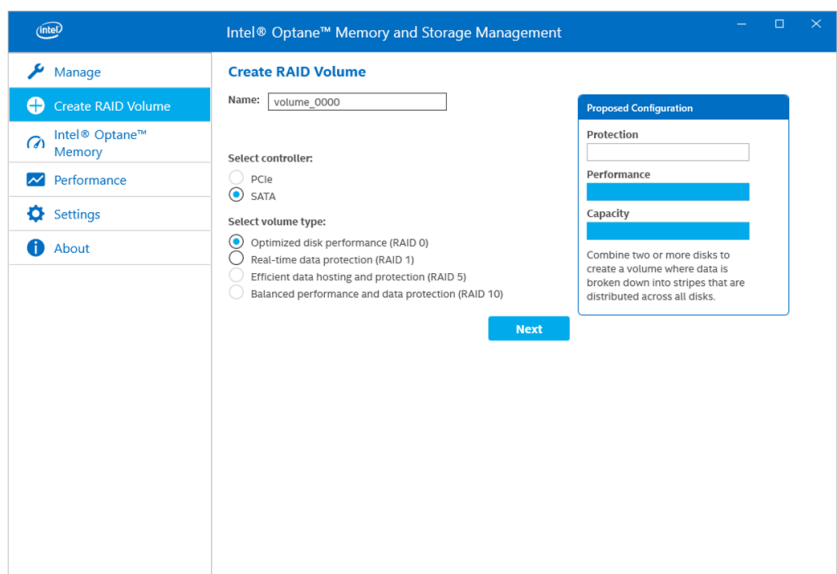 intel
Intel® Optane™ Memory and Storage Management
Manage
Create RAID Volume
Intel® Optane™
Memory
Performance
Settings
About
Create RAID Volume
Name: volume_0000
Select controller:
PCIe
SATA
Select volume type:
Optimized disk performance (RAID 0)
Real-time data protection (RAID 1)
Efficient data hosting and protection (RAID 5)
Balanced performance and data protection (RAID 10)
Next
Proposed Configuration
Protection
Performance
Capacity
Combine two or more disks to
create a volume where data is
broken down into stripes that are
distributed across all disks.